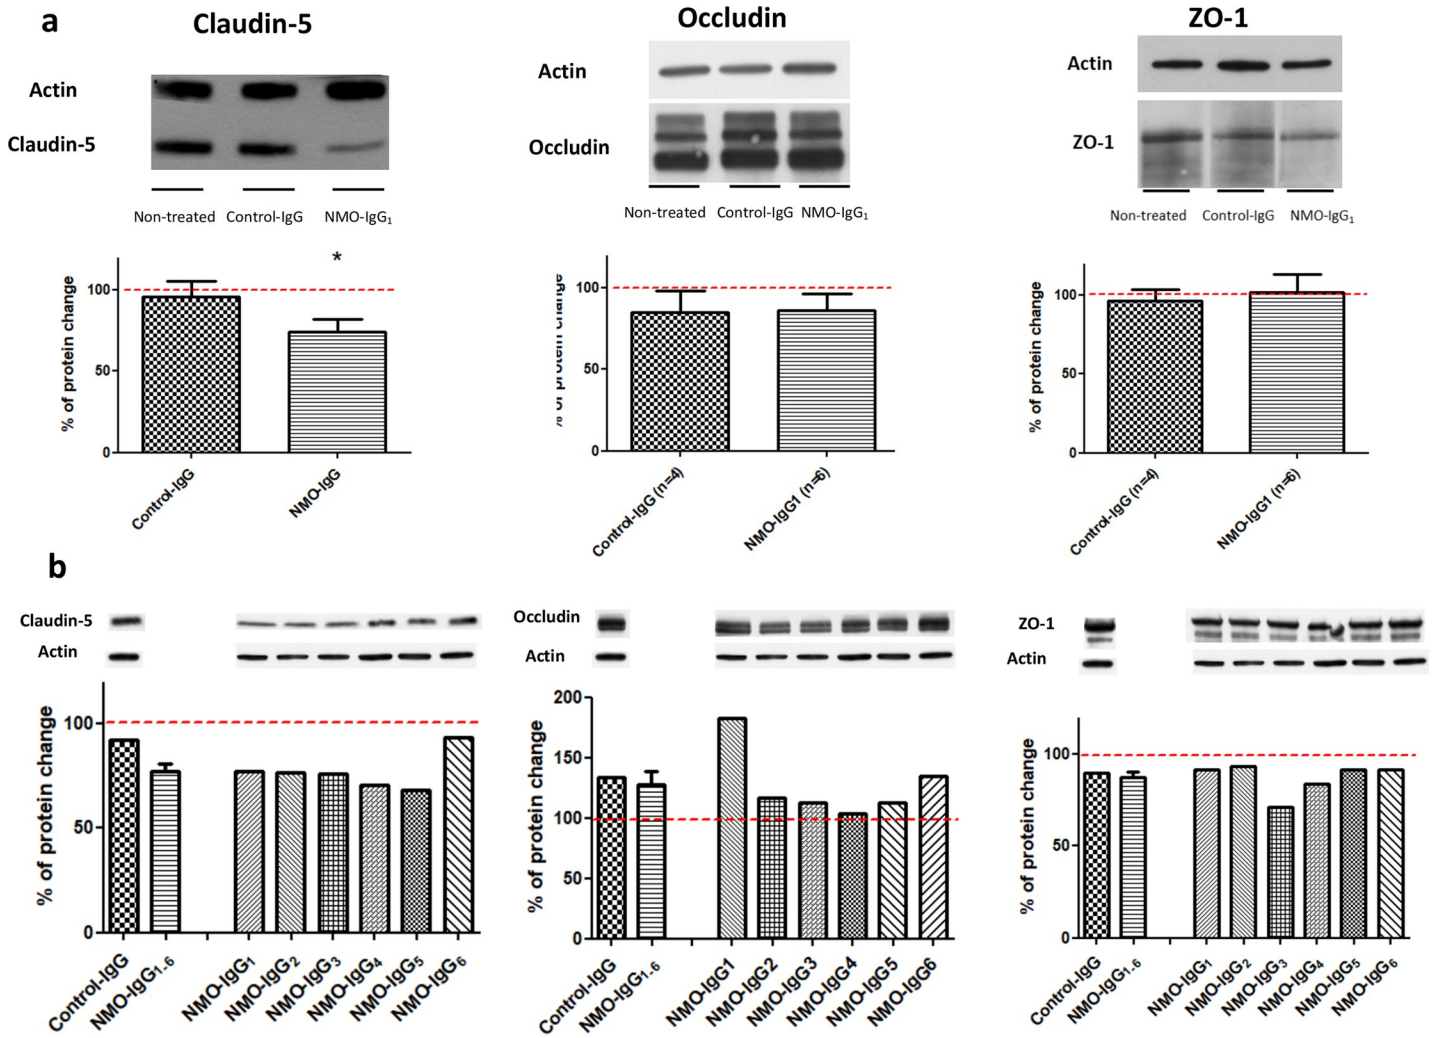 a
Claudin-5
Actin
Claudin-5
Non-treated Control-IgG NMO-IgG₁
*
% of protein change
100
50
0
Control-IgG
NMO-IgG
Occludin
Actin
Occludin
Non-treated Control-IgG NMO-IgG₁
% of protein change
100
50
0
Control-IgG (n=4)
NMO-IgG1 (n=6)
ZO-1
Actin
ZO-1
Non-treated Control-IgG NMO-IgG₁
% of protein change
100
50
0
Control-IgG (n=4)
NMO-IgG1 (n=6)
b
Claudin-5
Actin
% of protein change
100
50
0
Control-IgG
NMO-IgG₁₋₆
NMO-IgG₁
NMO-IgG₂
NMO-IgG₃
NMO-IgG₄
NMO-IgG₅
NMO-IgG₆
Occludin
Actin
% of protein change
200
150
100
50
0
Control-IgG
NMO-IgG₁₋₆
NMO-IgG1
NMO-IgG2
NMO-IgG3
NMO-IgG4
NMO-IgG5
NMO-IgG6
ZO-1
Actin
% of protein change
100
50
0
Control-IgG
NMO-IgG₁₋₆
NMO-IgG₁
NMO-IgG₂
NMO-IgG₃
NMO-IgG₄
NMO-IgG₅
NMO-IgG₆